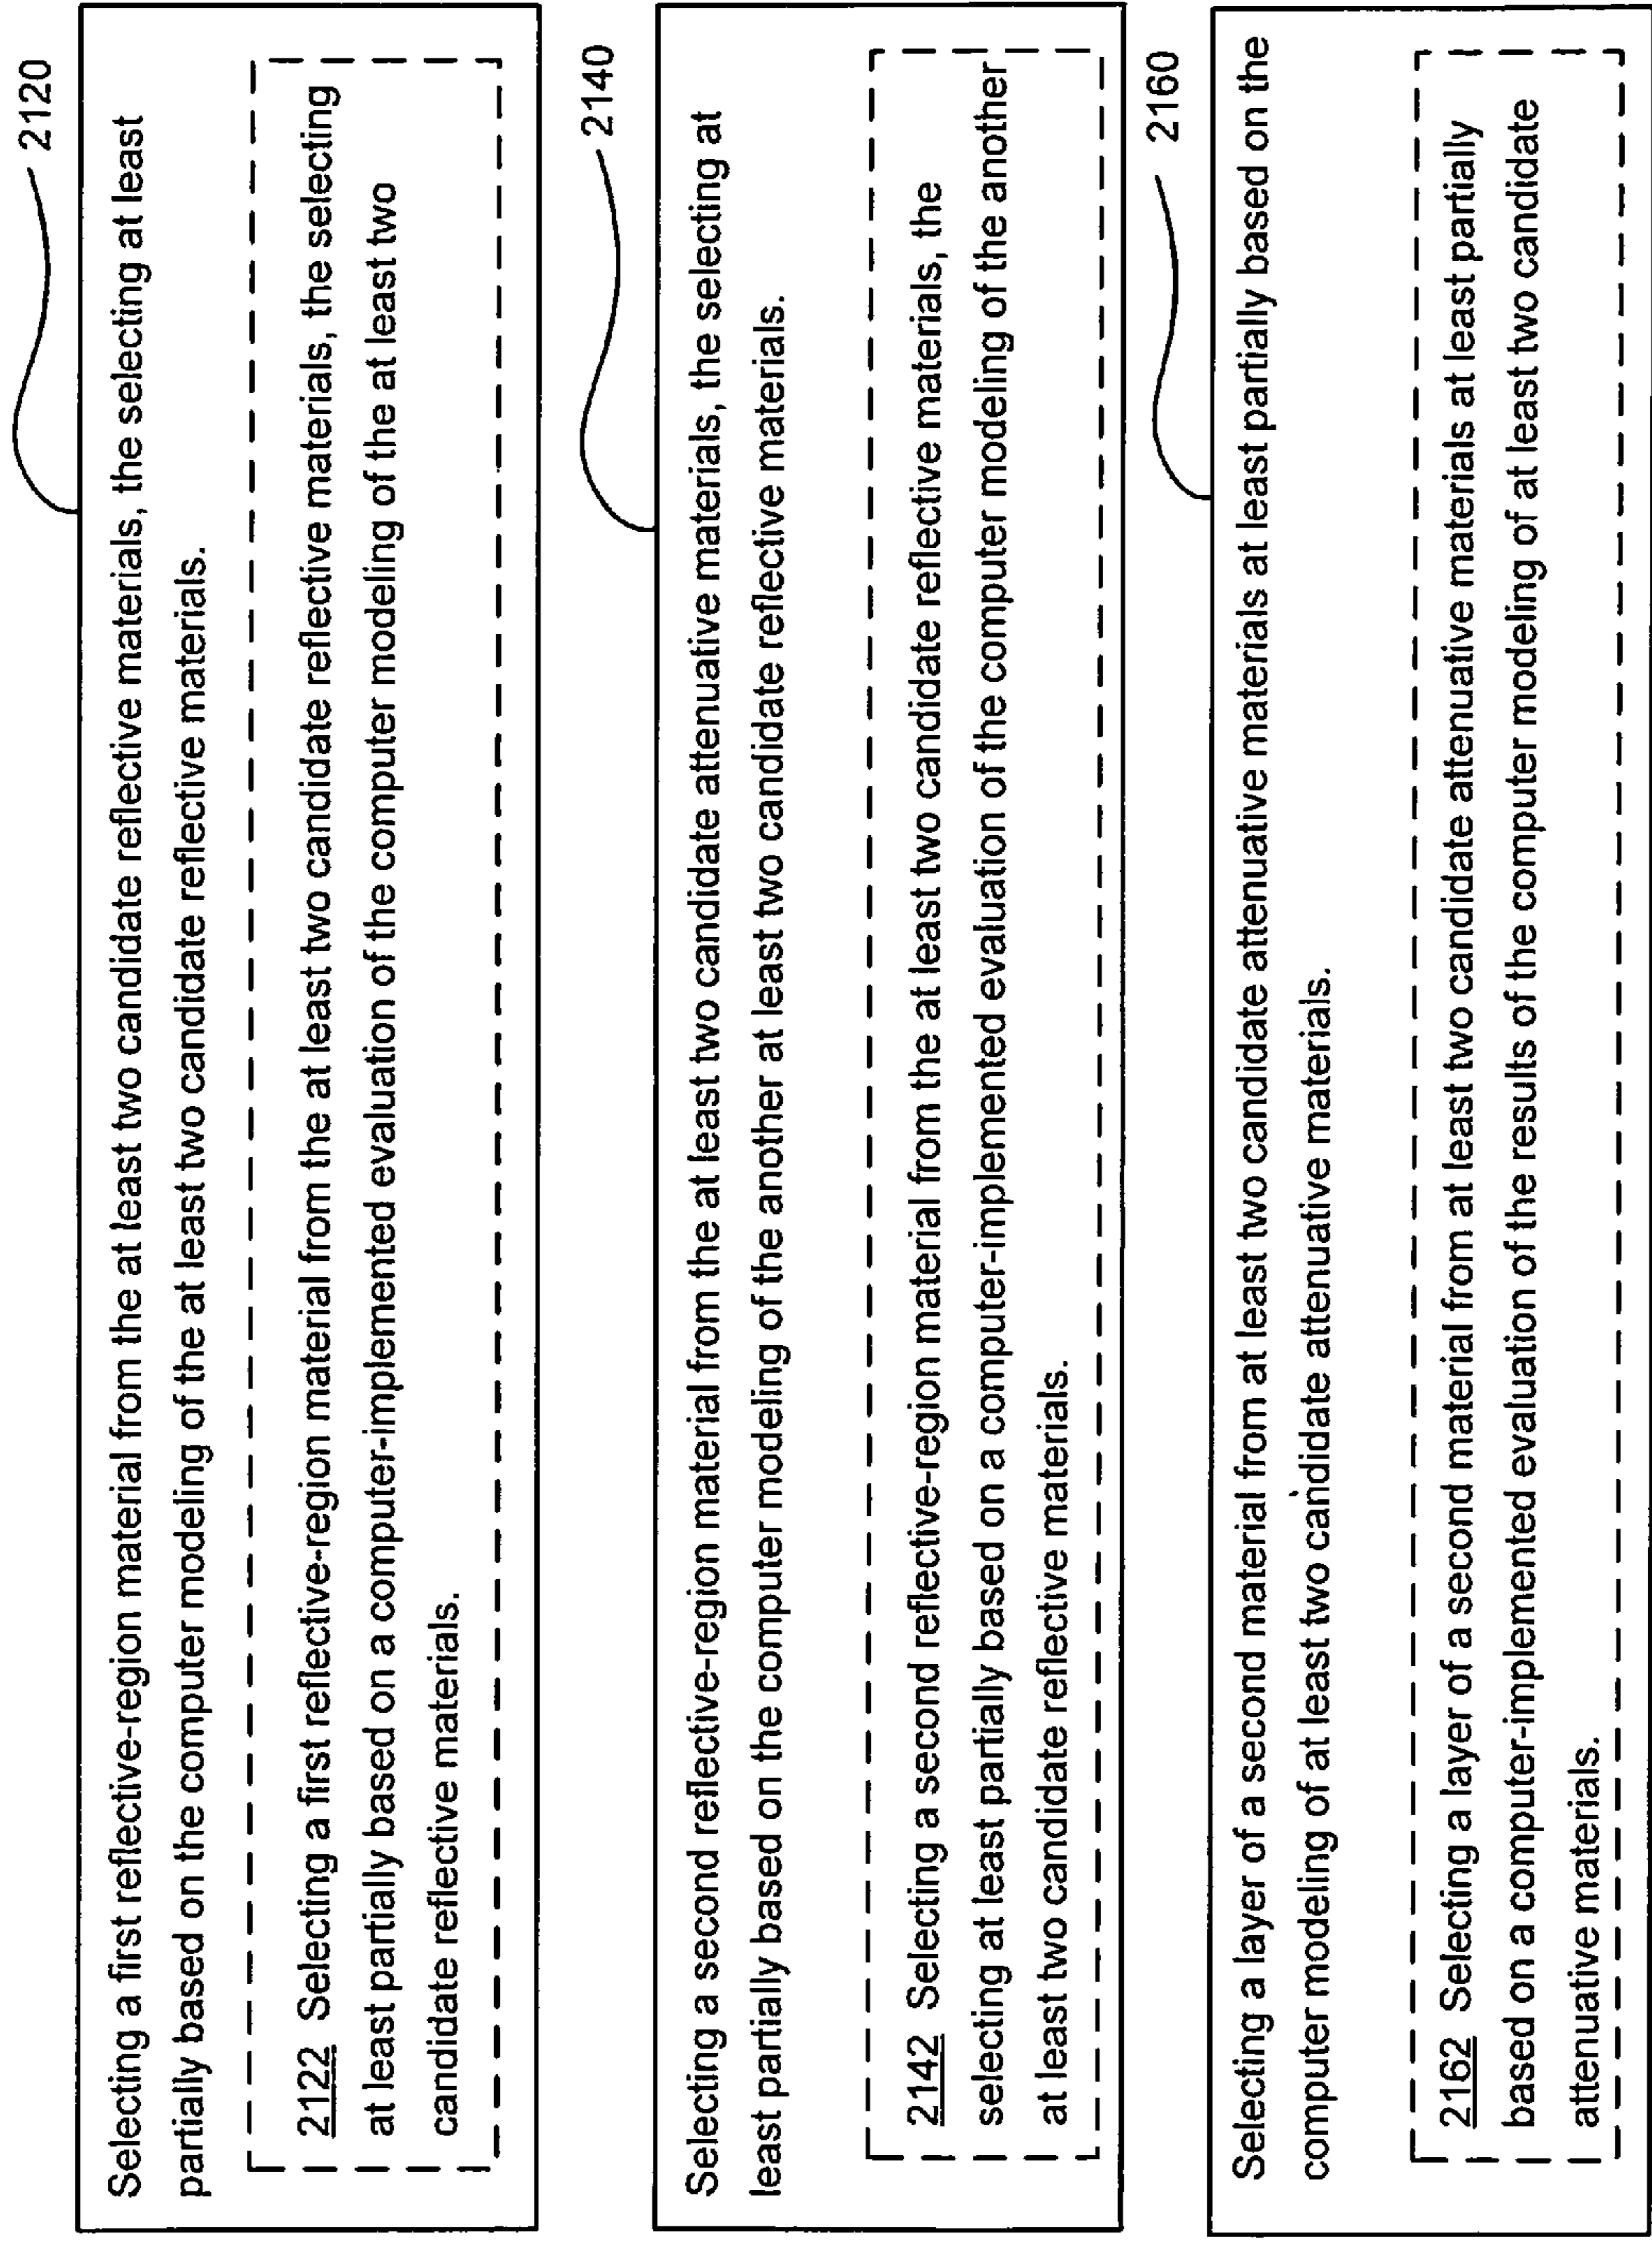 2120
Selecting a first reflective-region material from the at least two candidate reflective materials, the selecting at least
partially based on the computer modeling of the at least two candidate reflective materials.
2122 Selecting a first reflective-region material from the at least two candidate reflective materials, the selecting
at least partially based on a computer-implemented evaluation of the computer modeling of the at least two
candidate reflective materials.
2140
Selecting a second reflective-region material from the at least two candidate attenuative materials, the selecting at
least partially based on the computer modeling of the another at least two candidate reflective materials.
2142 Selecting a second reflective-region material from the at least two candidate reflective materials, the
selecting at least partially based on a computer-implemented evaluation of the computer modeling of the another
at least two candidate reflective materials.
2160
Selecting a layer of a second material from at least two candidate attenuative materials at least partially based on the
computer modeling of at least two candidate attenuative materials.
2162 Selecting a layer of a second material from at least two candidate attenuative materials at least partially
based on a computer-implemented evaluation of the results of the computer modeling of at least two candidate
attenuative materials.